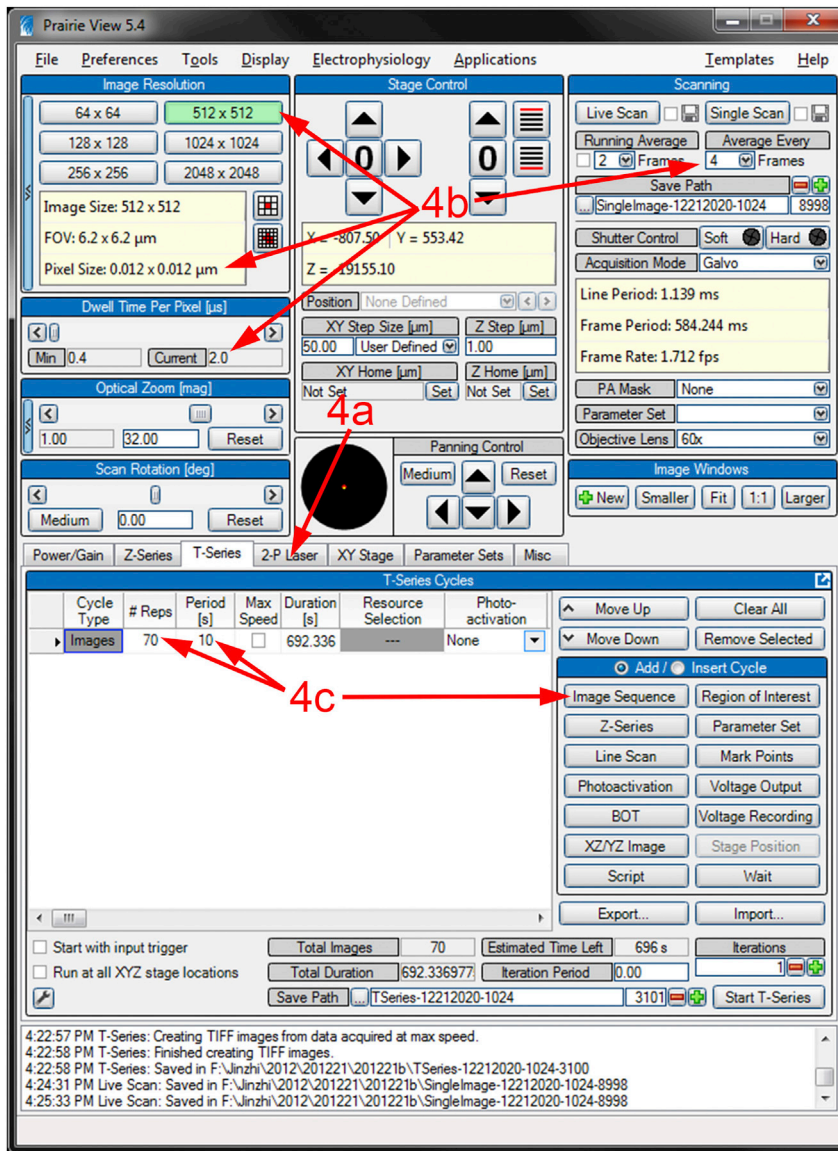 Prairie View 5.4
File Preferences Tools Display Electrophysiology Applications Templates Help
Image Resolution
64 x 64 512 x 512
128 x 128 1024 x 1024
256 x 256 2048 x 2048
Image Size: 512 x 512
FOV: 6.2 x 6.2 µm
Pixel Size: 0.012 x 0.012 µm
Dwell Time Per Pixel [µs]
Min 0.4 Current 2.0
Optical Zoom [mag]
1.00 32.00 Reset
Scan Rotation [deg]
Medium 0.00 Reset
Stage Control
0 0
4b
X = -807.50 Y = 553.42
Z = -19155.10
Position None Defined
XY Step Size [µm] Z Step [µm]
50.00 User Defined 1.00
XY Home [µm] Z Home [µm]
Not Set Set Not Set Set
4a
Panning Control
Medium Reset
Scanning
Live Scan Single Scan
Running Average Average Every
2 Frames 4 Frames
Save Path
... SingleImage-12212020-1024 8998
Shutter Control Soft Hard
Acquisition Mode Galvo
Line Period: 1.139 ms
Frame Period: 584.244 ms
Frame Rate: 1.712 fps
PA Mask None
Parameter Set
Objective Lens 60x
Image Windows
New Smaller Fit 1:1 Larger
Power/Gain Z-Series T-Series 2-P Laser XY Stage Parameter Sets Misc
T-Series Cycles
Cycle Type # Reps Period [s] Max Speed Duration [s] Resource Selection Photo-activation
Images 70 10 692.336 --- None
4c
Move Up Clear All
Move Down Remove Selected
Add / Insert Cycle
Image Sequence Region of Interest
Z-Series Parameter Set
Line Scan Mark Points
Photoactivation Voltage Output
BOT Voltage Recording
XZ/YZ Image Stage Position
Script Wait
Export... Import...
Start with input trigger Total Images 70 Estimated Time Left 696 s Iterations
Run at all XYZ stage locations Total Duration 692.336977 Iteration Period 0.00 1
Save Path ... TSeries-12212020-1024 3101 Start T-Series
4:22:57 PM T-Series: Creating TIFF images from data acquired at max speed.
4:22:58 PM T-Series: Finished creating TIFF images.
4:22:58 PM T-Series: Saved in F:\Jinzhi\2012\201221\201221b\TSeries-12212020-1024-3100
4:24:31 PM Live Scan: Saved in F:\Jinzhi\2012\201221\201221b\SingleImage-12212020-1024-8998
4:25:33 PM Live Scan: Saved in F:\Jinzhi\2012\201221\201221b\SingleImage-12212020-1024-8998